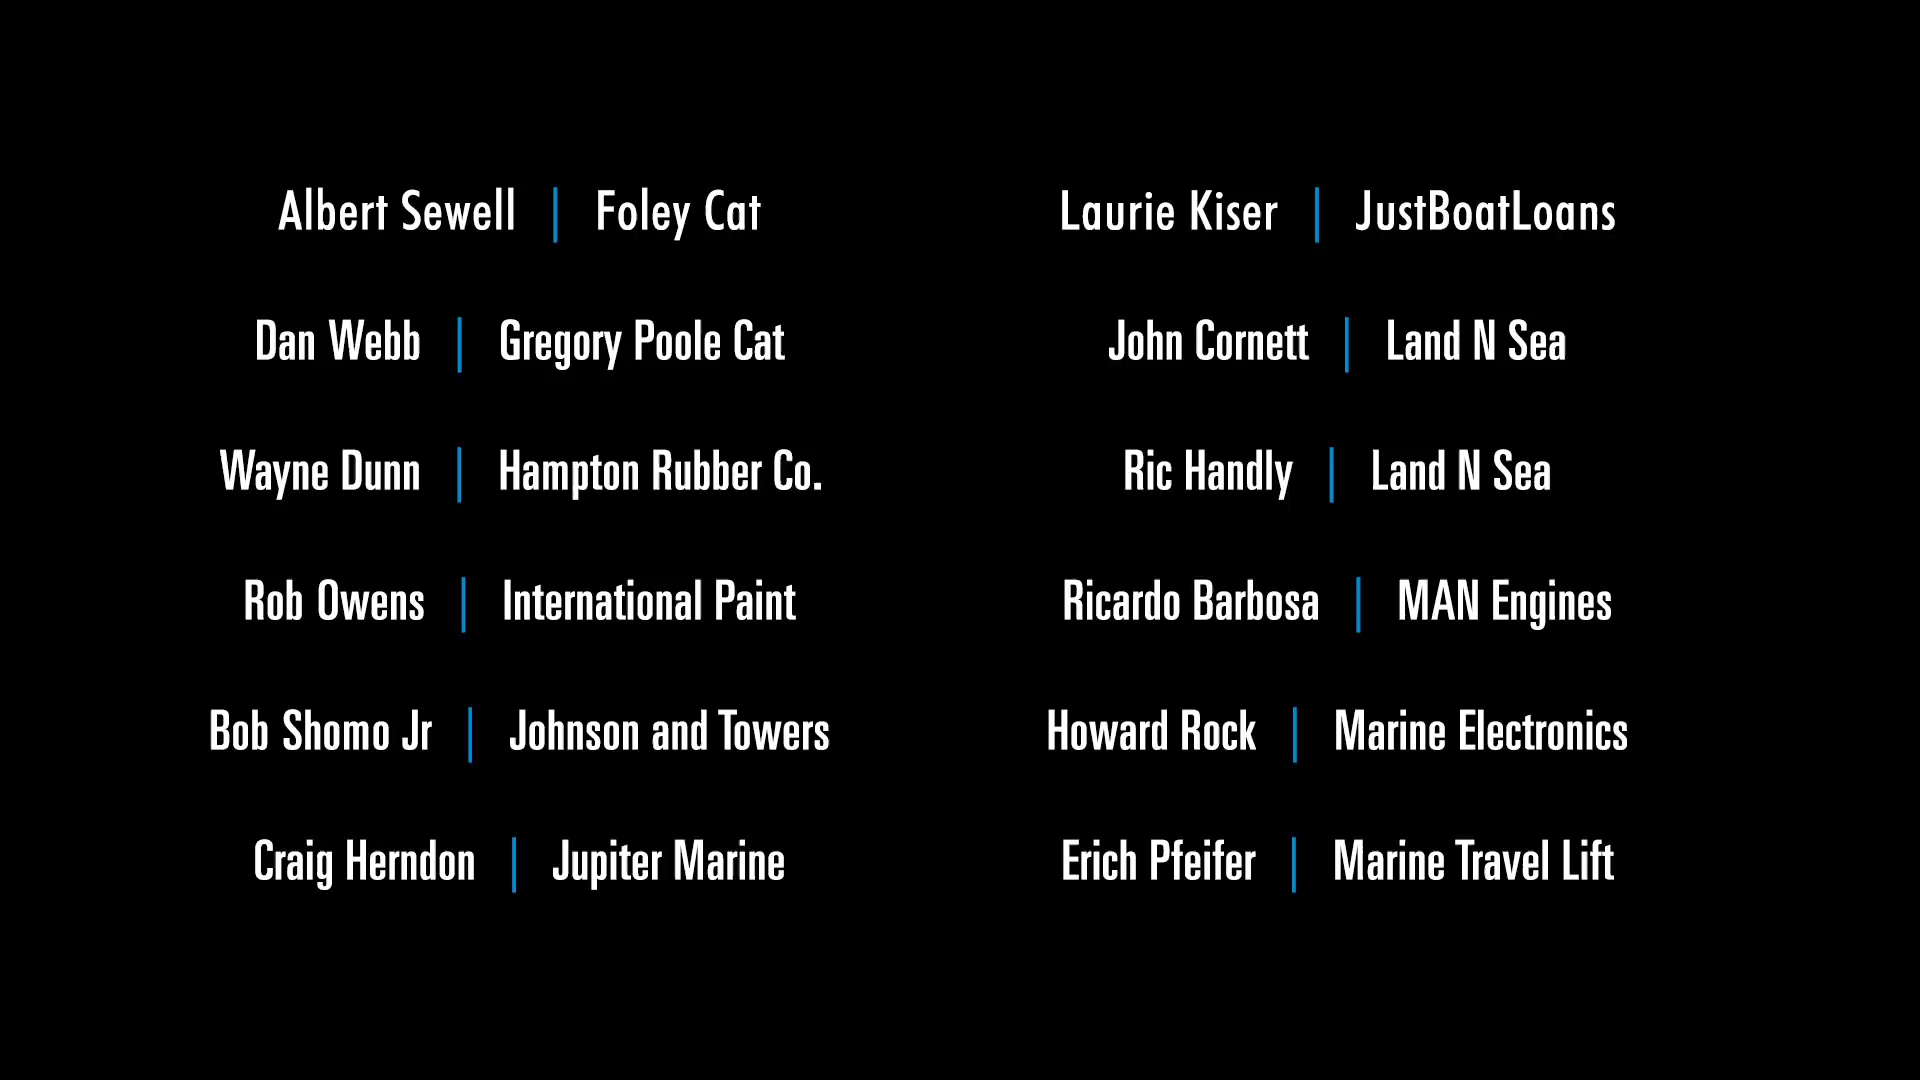 Albert Sewell | Foley Cat
Dan Webb | Gregory Poole Cat
Wayne Dunn | Hampton Rubber Co.
Rob Owens | International Paint
Bob Shomo Jr | Johnson and Towers
Craig Herndon | Jupiter Marine
Laurie Kiser | JustBoatLoans
John Cornett | Land N Sea
Ric Handly | Land N Sea
Ricardo Barbosa | MAN Engines
Howard Rock | Marine Electronics
Erich Pfeifer | Marine Travel Lift